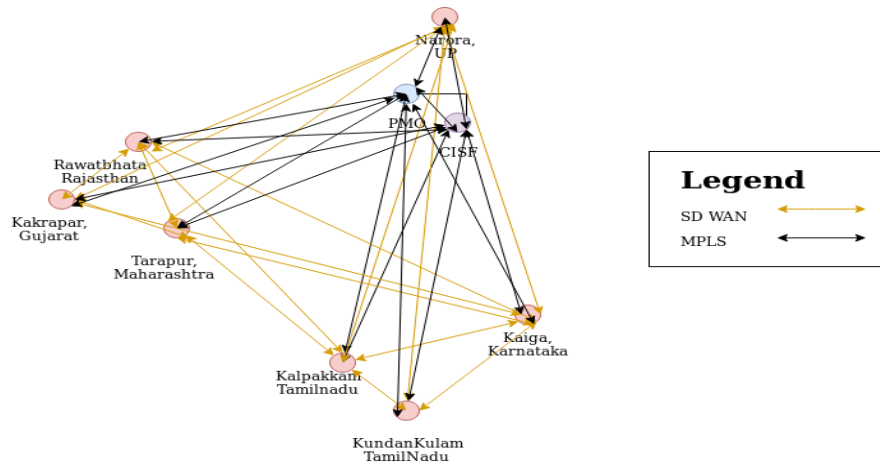 Narora,
UP
PMO
CISF
Rawatbhata
Rajasthan
Kakrapar,
Gujarat
Tarapur,
Maharashtra
Kaiga,
Karnataka
Kalpakkam
Tamilnadu
KundanKulam
TamilNadu
Legend
SD WAN
MPLS